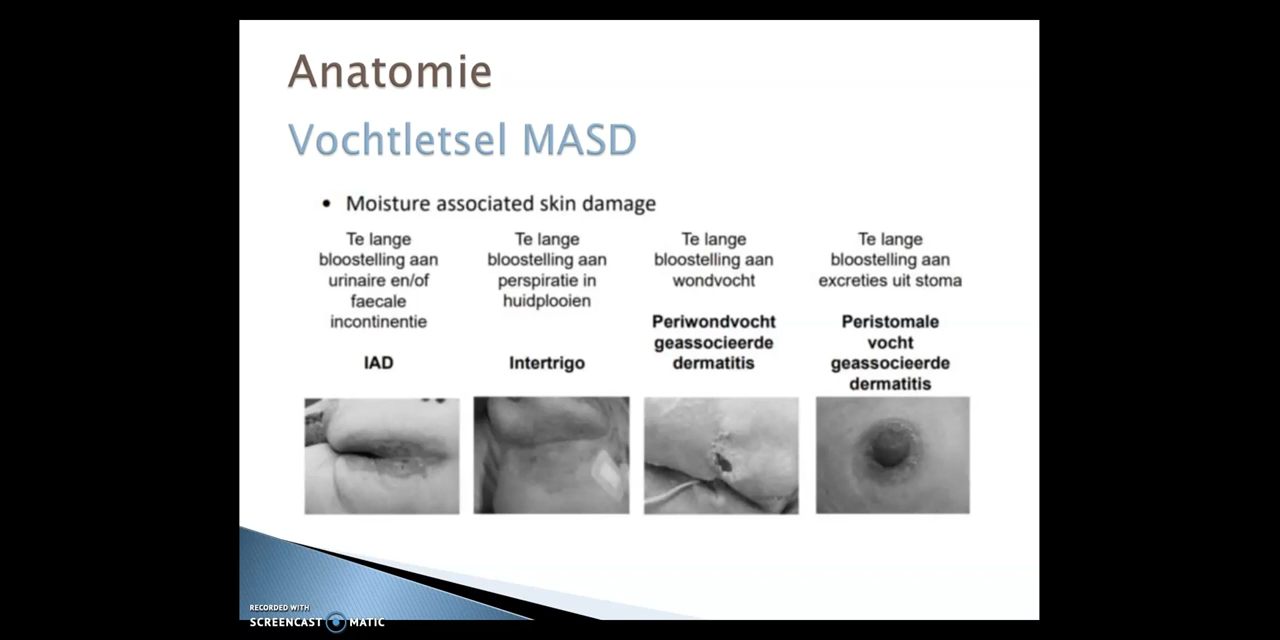 Anatomie
Vochtletsel MASD
• Moisture associated skin damage
Te lange
bloostelling aan
urinaire en/of
faecale
incontinentie
IAD
Te lange
bloostelling aan
perspiratie in
huidplooien
Intertrigo
Te lange
bloostelling aan
wondvocht
Periwondvocht
geassocieerde
dermatitis
Te lange
bloostelling aan
excreties uit stoma
Peristomale
vocht
geassocieerde
dermatitis
RECORDED WITH
SCREENCAST MATIC